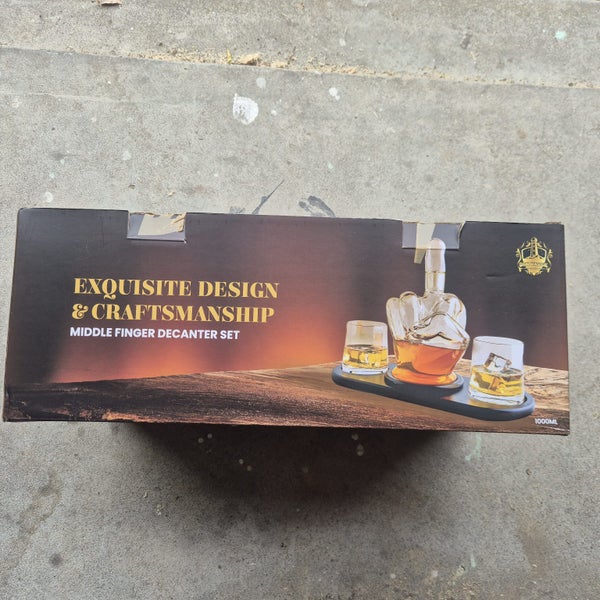 EXQUISITE DESIGN
& CRAFTSMANSHIP
MIDDLE FINGER DECANTER SET
1000ML